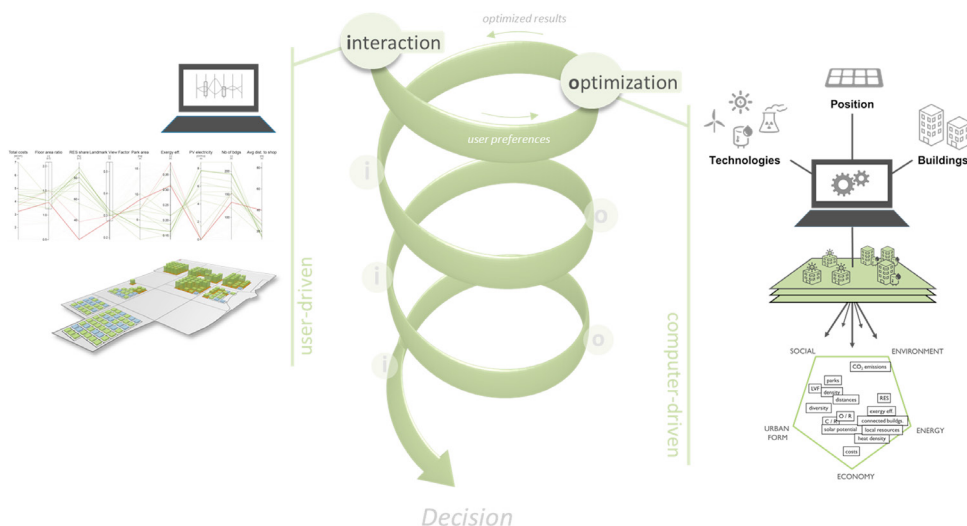 optimized results
interaction
optimization
user preferences
i
o
i
o
i
user-driven
computer-driven
Decision
Total costs
Floor area ratio
RES share
Landmark View Factor
Park area
Exergy eff.
PV electricity
Nb of bldgs
Avg dist. to shop
Position
Technologies
Buildings
SOCIAL
ENVIRONMENT
CO₂ emissions
parks
LVF
density
RES
distances
diversity
exergy eff.
O / R
connected buildgs.
solar potential
local resources
heat density
costs
URBAN
FORM
ENERGY
ECONOMY